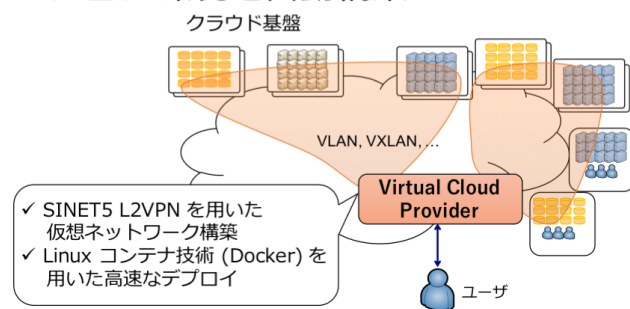 クラウド基盤
VLAN, VXLAN, ...
Virtual Cloud
Provider
✓ SINET5 L2VPN を用いた
仮想ネットワーク構築
✓ Linux コンテナ技術 (Docker) を
用いた高速なデプロイ
ユーザ